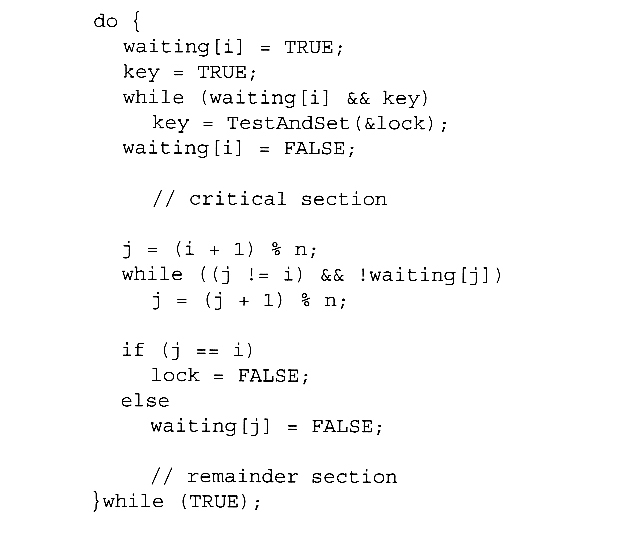 do {
waiting[i] = TRUE;
key = TRUE;
while (waiting[i] && key)
key = TestAndSet(&lock);
waiting[i] = FALSE;
// critical section
j = (i + 1) % n;
while ((j != i) && !waiting[j])
j = (j + 1) % n;
if (j == i)
lock = FALSE;
else
waiting[j] = FALSE;
// remainder section
}while (TRUE);